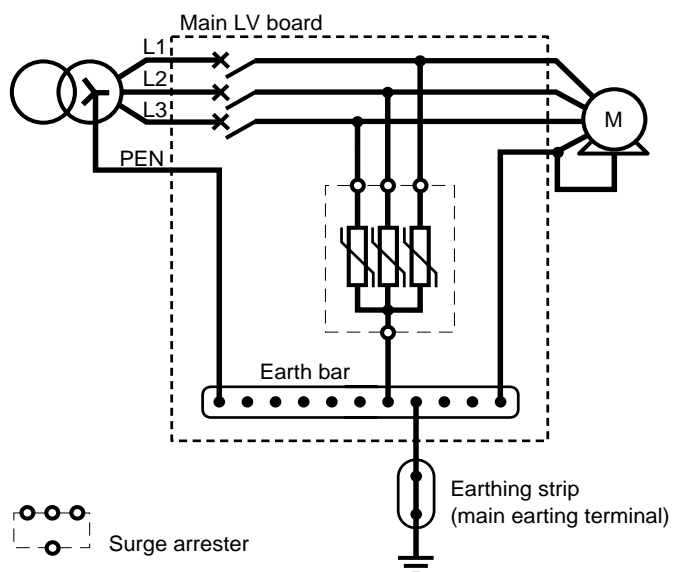 Main LV board
L1
L2
L3
PEN
M
Earth bar
Earthing strip
(main earting terminal)
Surge arrester